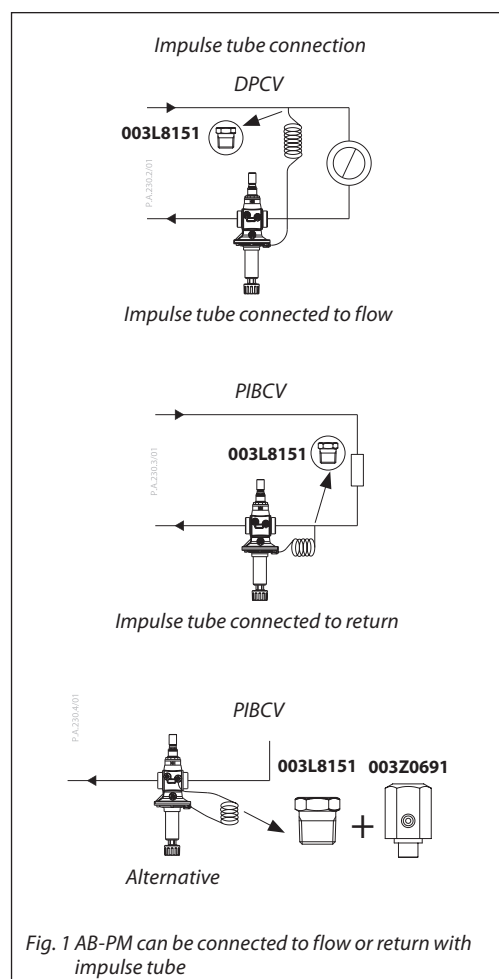 Impulse tube connection
DPCV
003L8151
P.A.230.2/01
Impulse tube connected to flow
PIBCV
003L8151
P.A.230.3/01
Impulse tube connected to return
P.A.230.4/01
PIBCV
003L8151 003Z0691
+
Alternative
Fig. 1 AB-PM can be connected to flow or return with
impulse tube